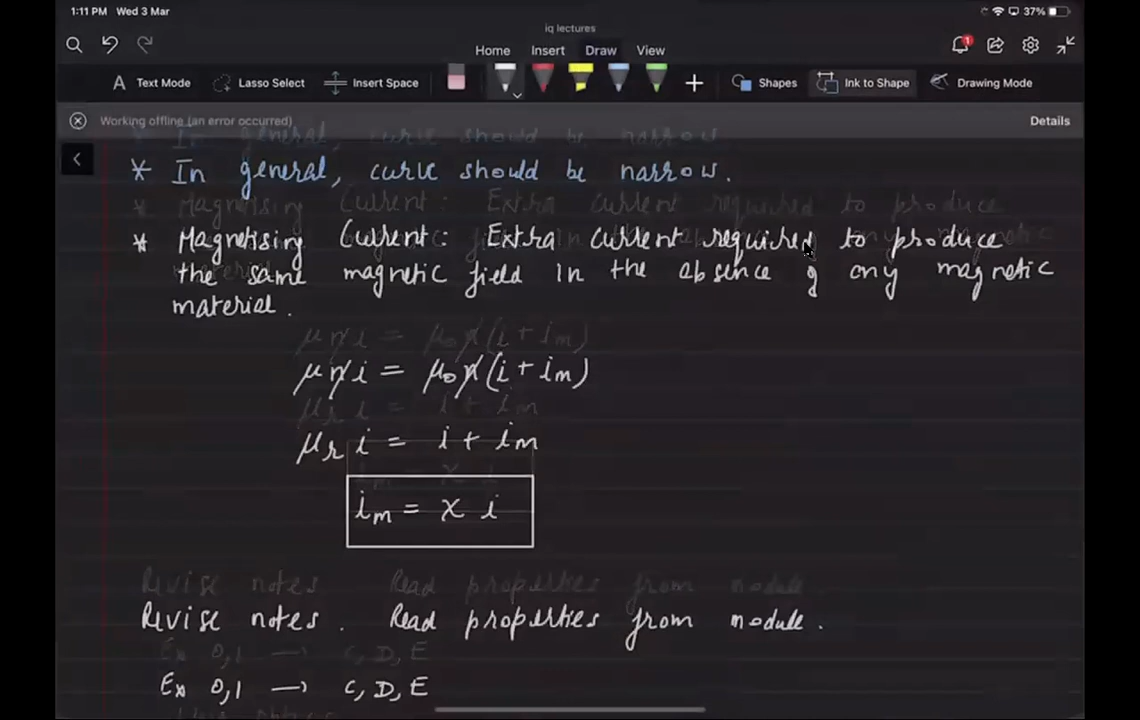 1:11 PM Wed 3 Mar
37%
iq lectures
Home Insert Draw View
1
Text Mode Lasso Select Insert Space Shapes Ink to Shape Drawing Mode
Working offline (an error occurred) Details
* In general, curve should be narrow.
* Magnetising Current: Extra current required to produce
the same magnetic field in the absence of any magnetic
material.
μni = μ₀n(i + iₘ)
μᵣ i = i + iₘ
iₘ = χ i
Revise notes. Read properties from module.
Ex 0,1 → C, D, E